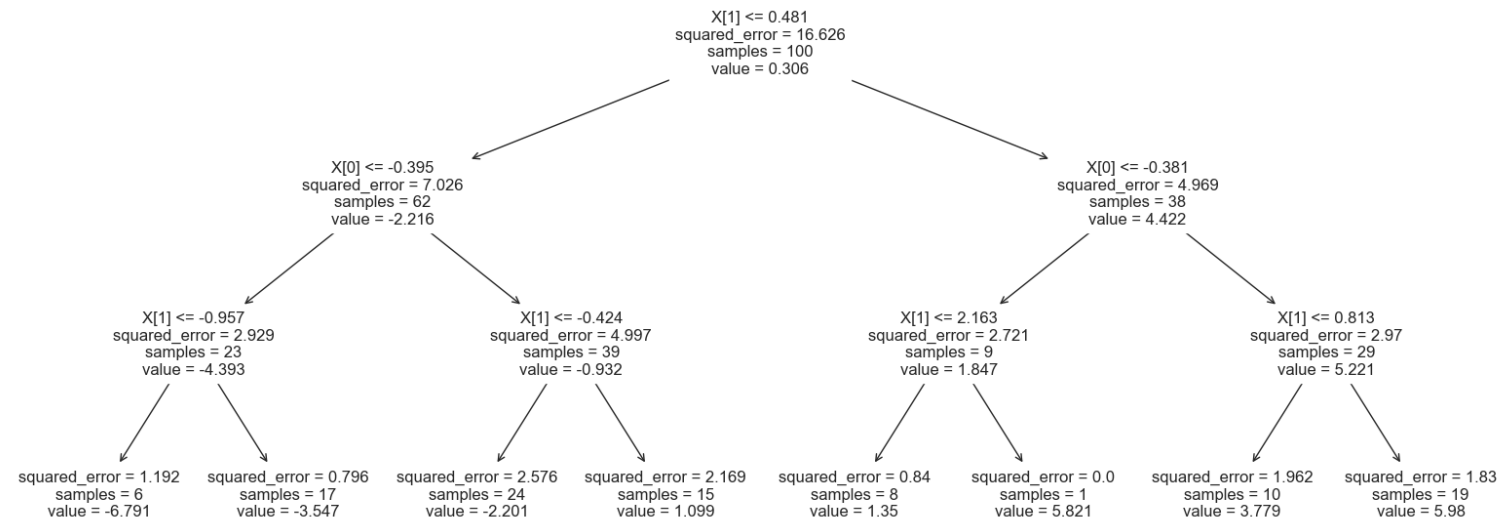 X[1] <= 0.481
squared_error = 16.626
samples = 100
value = 0.306
X[0] <= -0.395
squared_error = 7.026
samples = 62
value = -2.216
X[0] <= -0.381
squared_error = 4.969
samples = 38
value = 4.422
X[1] <= -0.957
squared_error = 2.929
samples = 23
value = -4.393
X[1] <= -0.424
squared_error = 4.997
samples = 39
value = -0.932
X[1] <= 2.163
squared_error = 2.721
samples = 9
value = 1.847
X[1] <= 0.813
squared_error = 2.97
samples = 29
value = 5.221
squared_error = 1.192
samples = 6
value = -6.791
squared_error = 0.796
samples = 17
value = -3.547
squared_error = 2.576
samples = 24
value = -2.201
squared_error = 2.169
samples = 15
value = 1.099
squared_error = 0.84
samples = 8
value = 1.35
squared_error = 0.0
samples = 1
value = 5.821
squared_error = 1.962
samples = 10
value = 3.779
squared_error = 1.83
samples = 19
value = 5.98